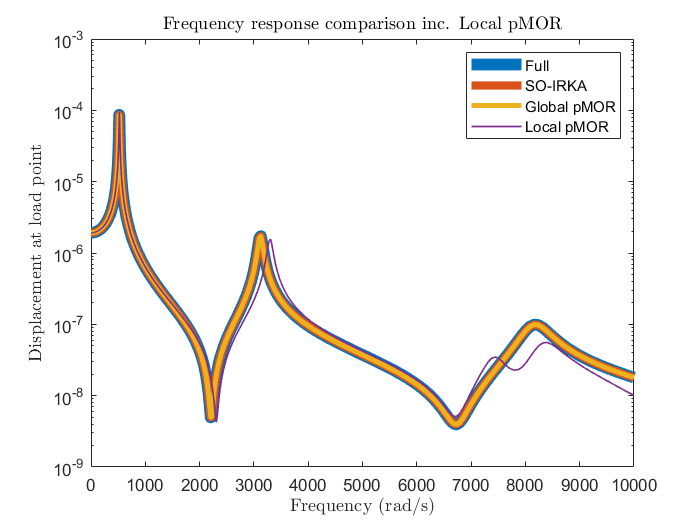 Frequency response comparison inc. Local pMOR
10-3
10-4
10-5
10-6
10-7
10-8
10-9
Displacement at load point
Full
SO-IRKA
Global pMOR
Local pMOR
0 1000 2000 3000 4000 5000 6000 7000 8000 9000 10000
Frequency (rad/s)